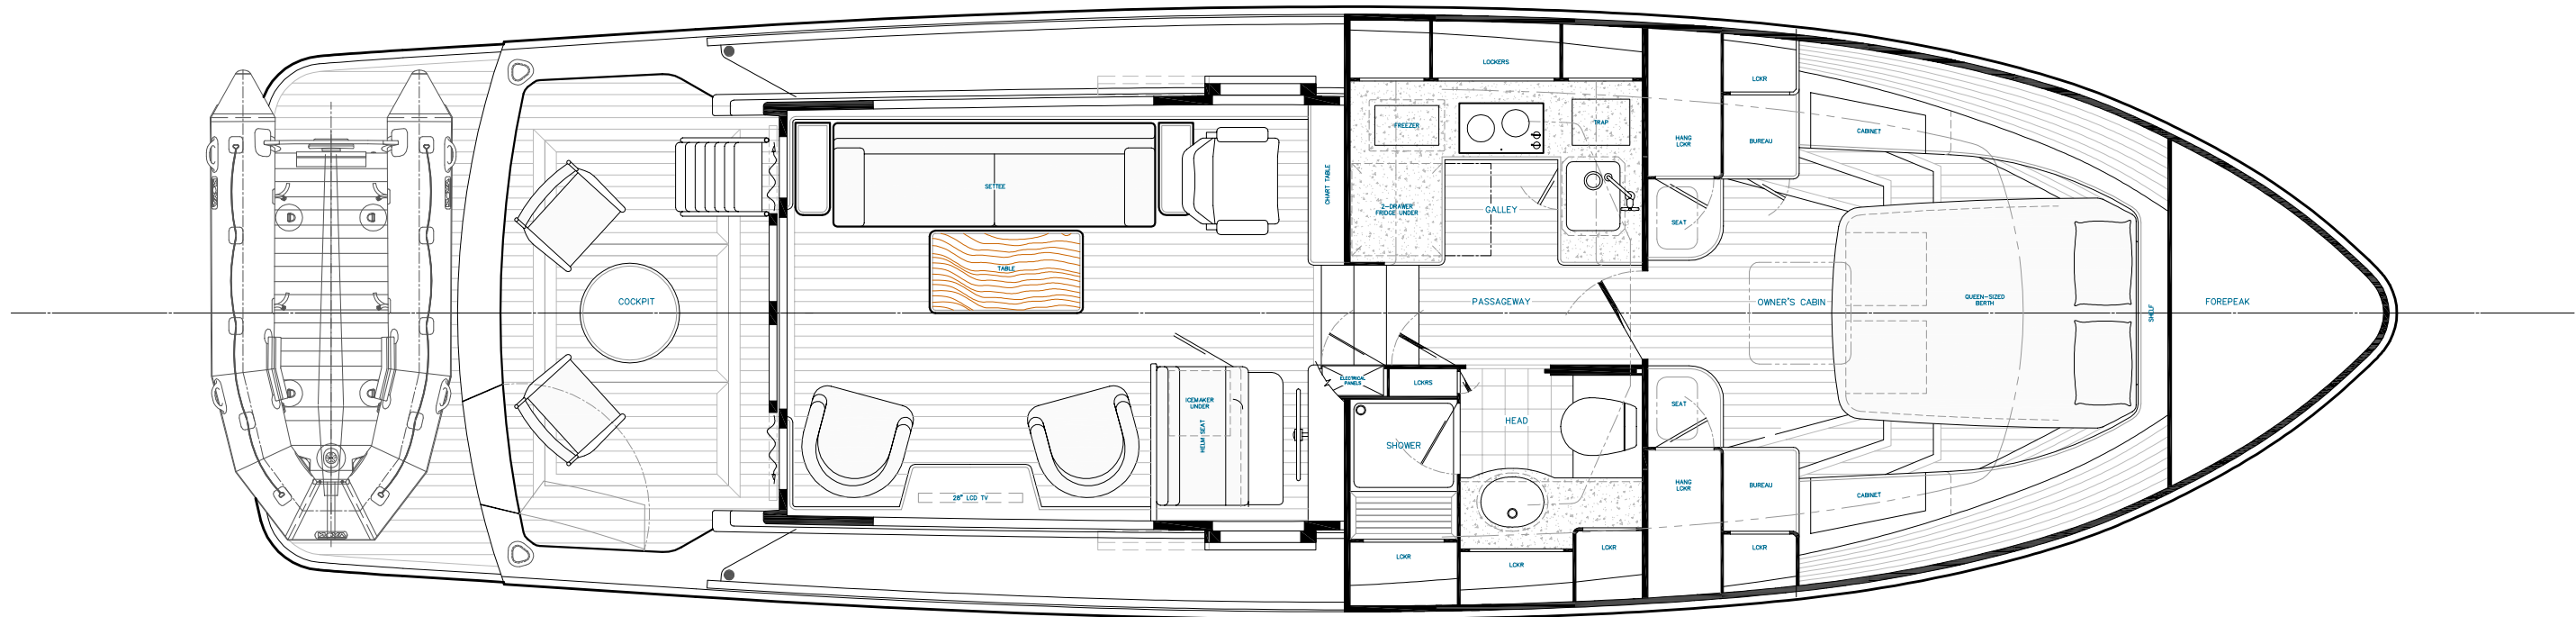 LOCKERS
FREEZER
TRAP
2-DRAWER
FRIDGE UNDER
GALLEY
HANG
LCKR
LCKR
BUREAU
SEAT
CABINET
SETTEE
CHART TABLE
TABLE
COCKPIT
PASSAGEWAY
OWNER'S CABIN
QUEEN-SIZED
BERTH
SHELF
FOREPEAK
ELECTRICAL
PANELS
LCKRS
ICEMAKER
UNDER
HELM SEAT
SHOWER
HEAD
SEAT
28" LCD TV
HANG
LCKR
BUREAU
CABINET
LCKR
LCKR
LCKR
LCKR